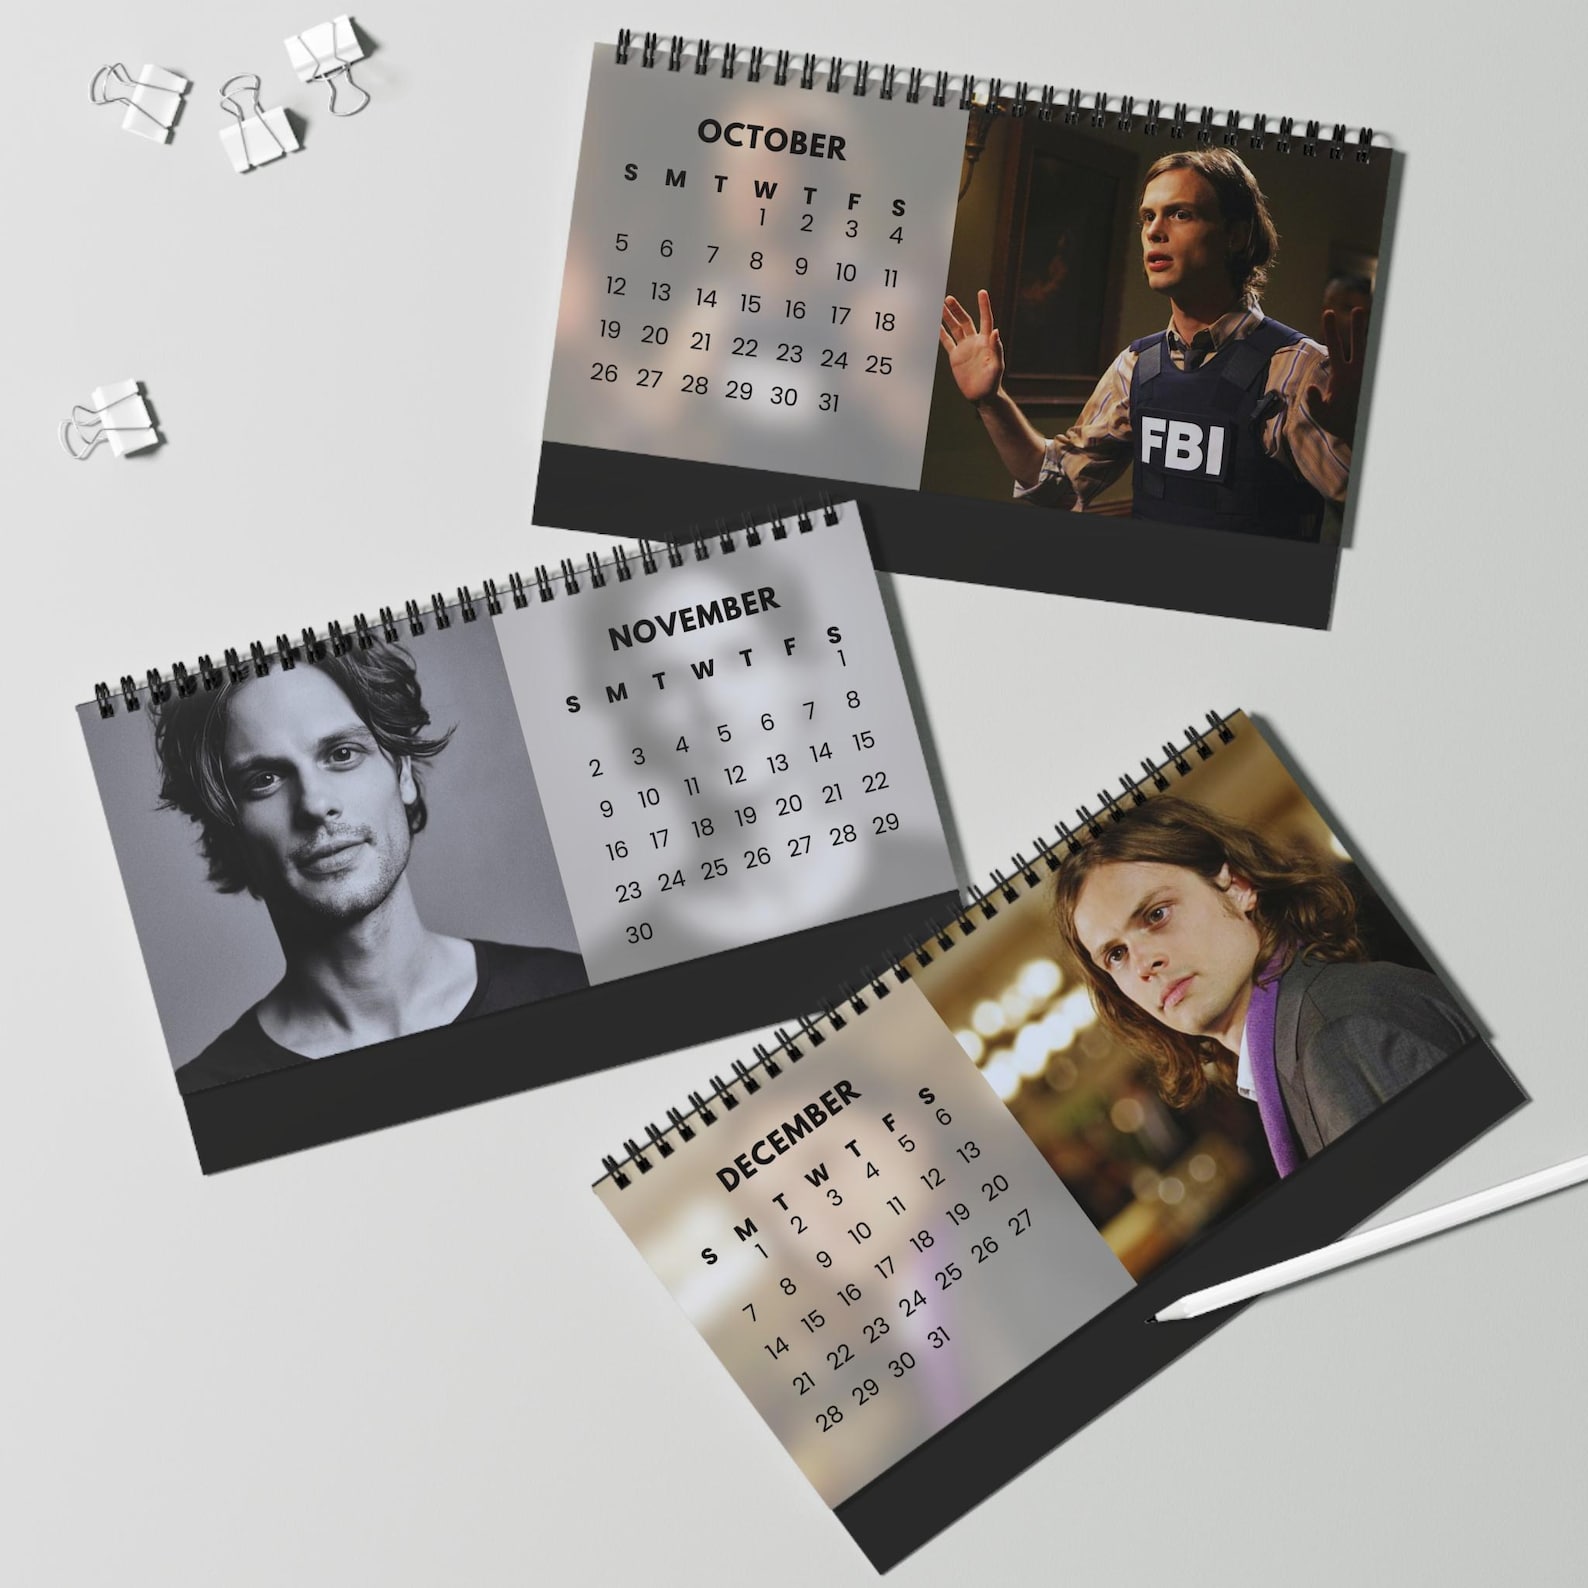 OCTOBER
S M T W T F S
1 2 3 4
5 6 7 8 9 10 11
12 13 14 15 16 17 18
19 20 21 22 23 24 25
26 27 28 29 30 31
FBI
NOVEMBER
S M T W T F S
1
2 3 4 5 6 7 8
9 10 11 12 13 14 15
16 17 18 19 20 21 22
23 24 25 26 27 28 29
30
DECEMBER
S M T W T F S
1 2 3 4 5 6
7 8 9 10 11 12 13
14 15 16 17 18 19 20
21 22 23 24 25 26 27
28 29 30 31